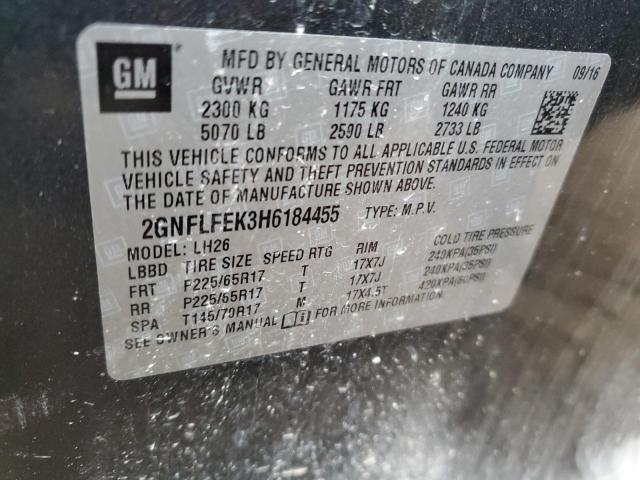 GM
MFD BY GENERAL MOTORS OF CANADA COMPANY 09/16
GVWR GAWR FRT GAWR RR
2300 KG 1175 KG 1240 KG
5070 LB 2590 LB 2733 LB
THIS VEHICLE CONFORMS TO ALL APPLICABLE U.S. FEDERAL MOTOR
VEHICLE SAFETY AND THEFT PREVENTION STANDARDS IN EFFECT ON
THE DATE OF MANUFACTURE SHOWN ABOVE.
2GNFLFEK3H6184455 TYPE: M.P.V.
MODEL: LH26
LBBD TIRE SIZE SPEED RTG RIM COLD TIRE PRESSURE
FRT P225/65R17 T 17X7J 240KPA(35PSI)
RR P225/65R17 T 17X7J 240KPA(35PSI)
SPA T145/70R17 M 17X4.5T 420KPA(60PSI)
SEE OWNER'S MANUAL FOR MORE INFORMATION.